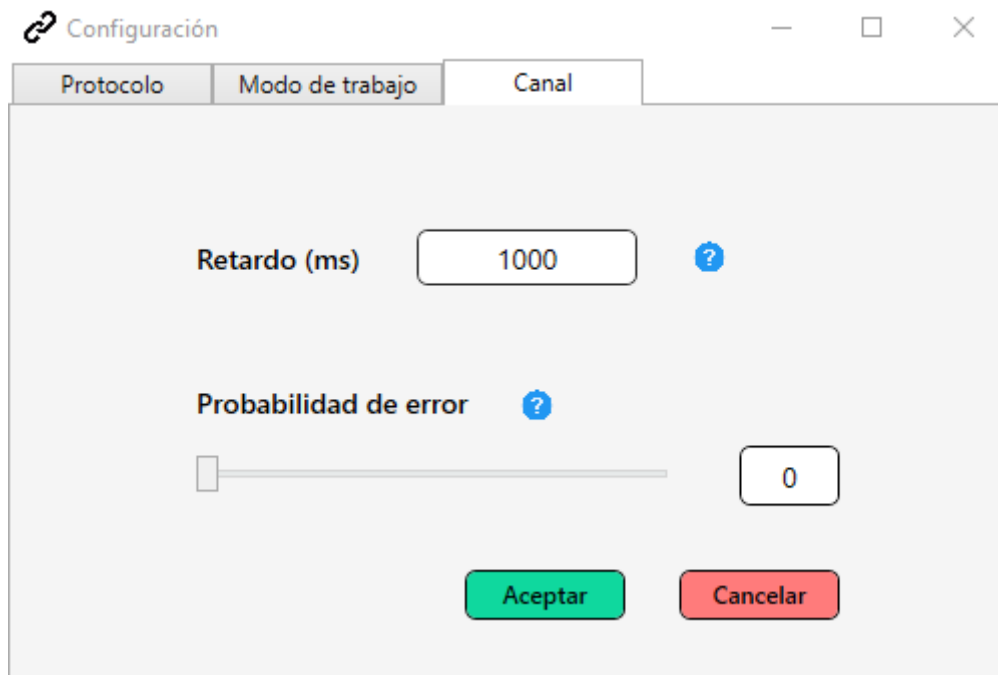 Configuración
Protocolo Modo de trabajo Canal
Retardo (ms) 1000 ?
Probabilidad de error ?
0
Aceptar Cancelar